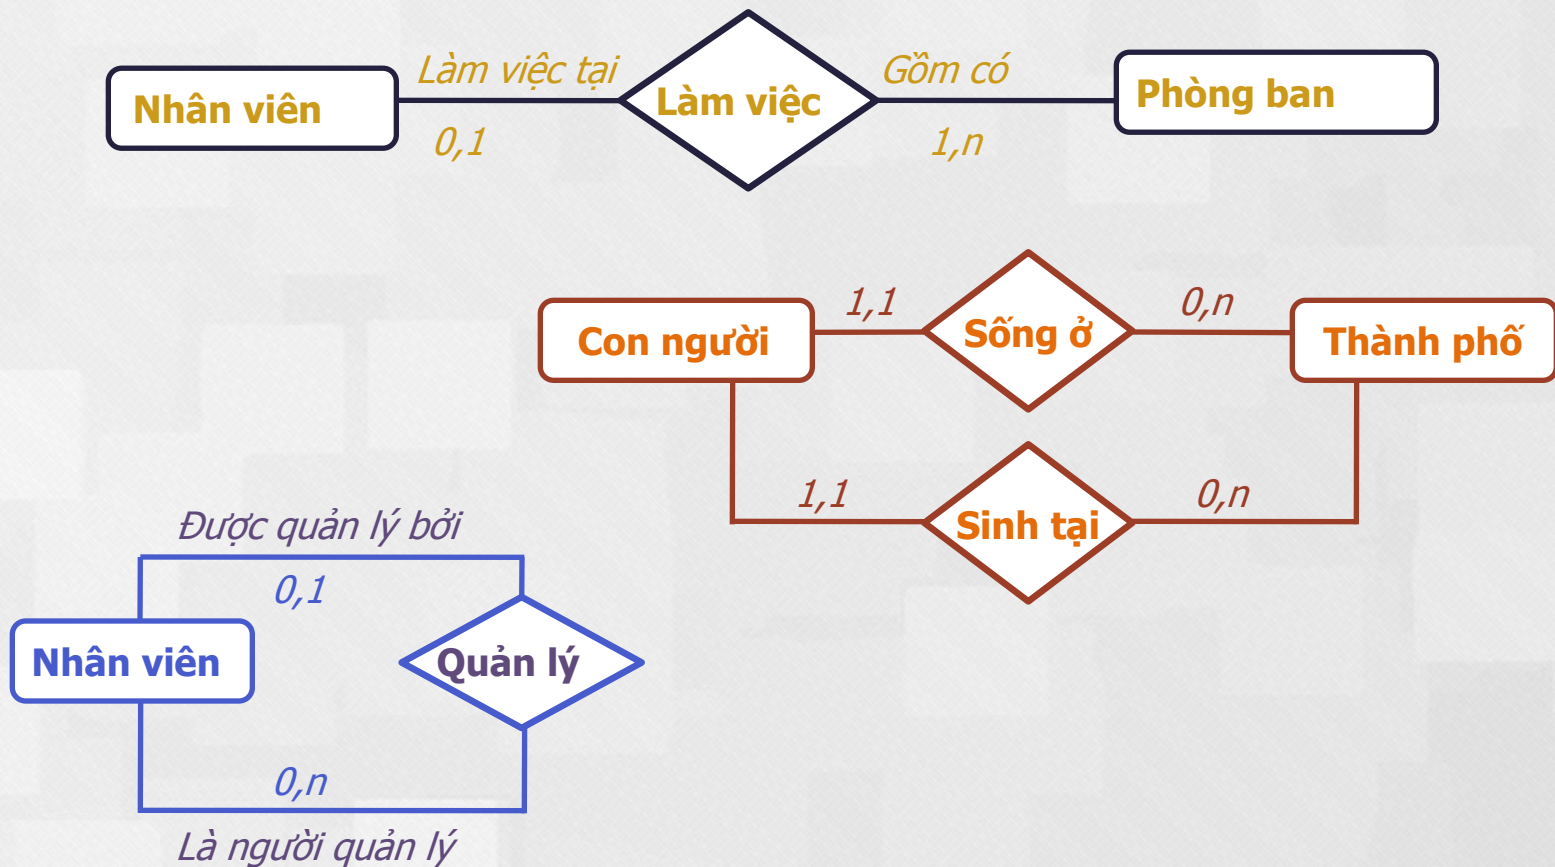 Làm việc tại
Gồm có
Nhân viên
Làm việc
Phòng ban
0,1
1,n
1,1
0,n
Con người
Sống ở
Thành phố
1,1
0,n
Sinh tại
Được quản lý bởi
0,1
Nhân viên
Quản lý
0,n
Là người quản lý